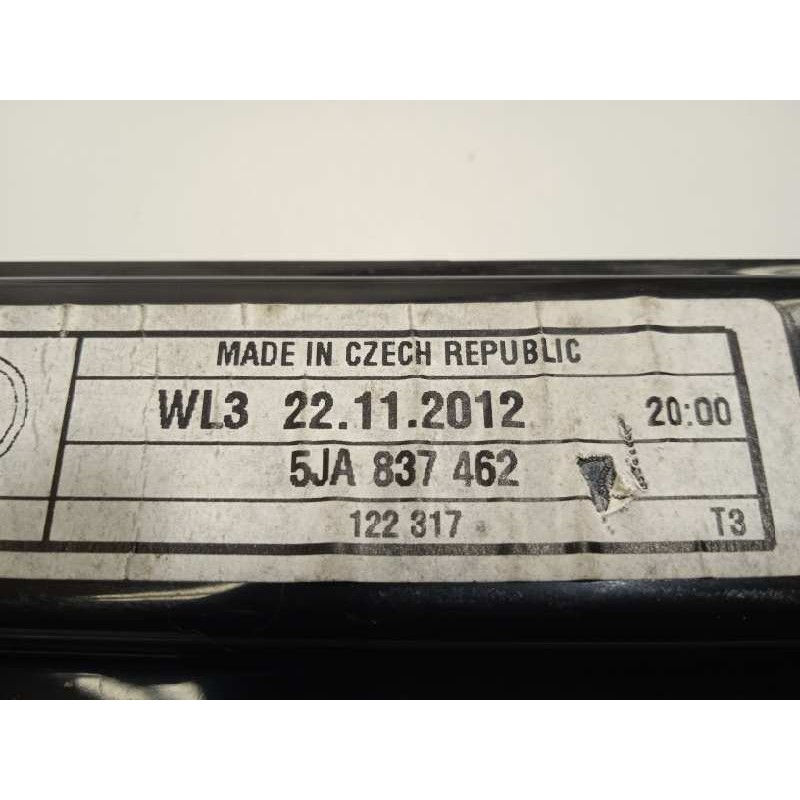 MADE IN CZECH REPUBLIC
WL3 22.11.2012 20:00
5JA 837 462
122 317 T3